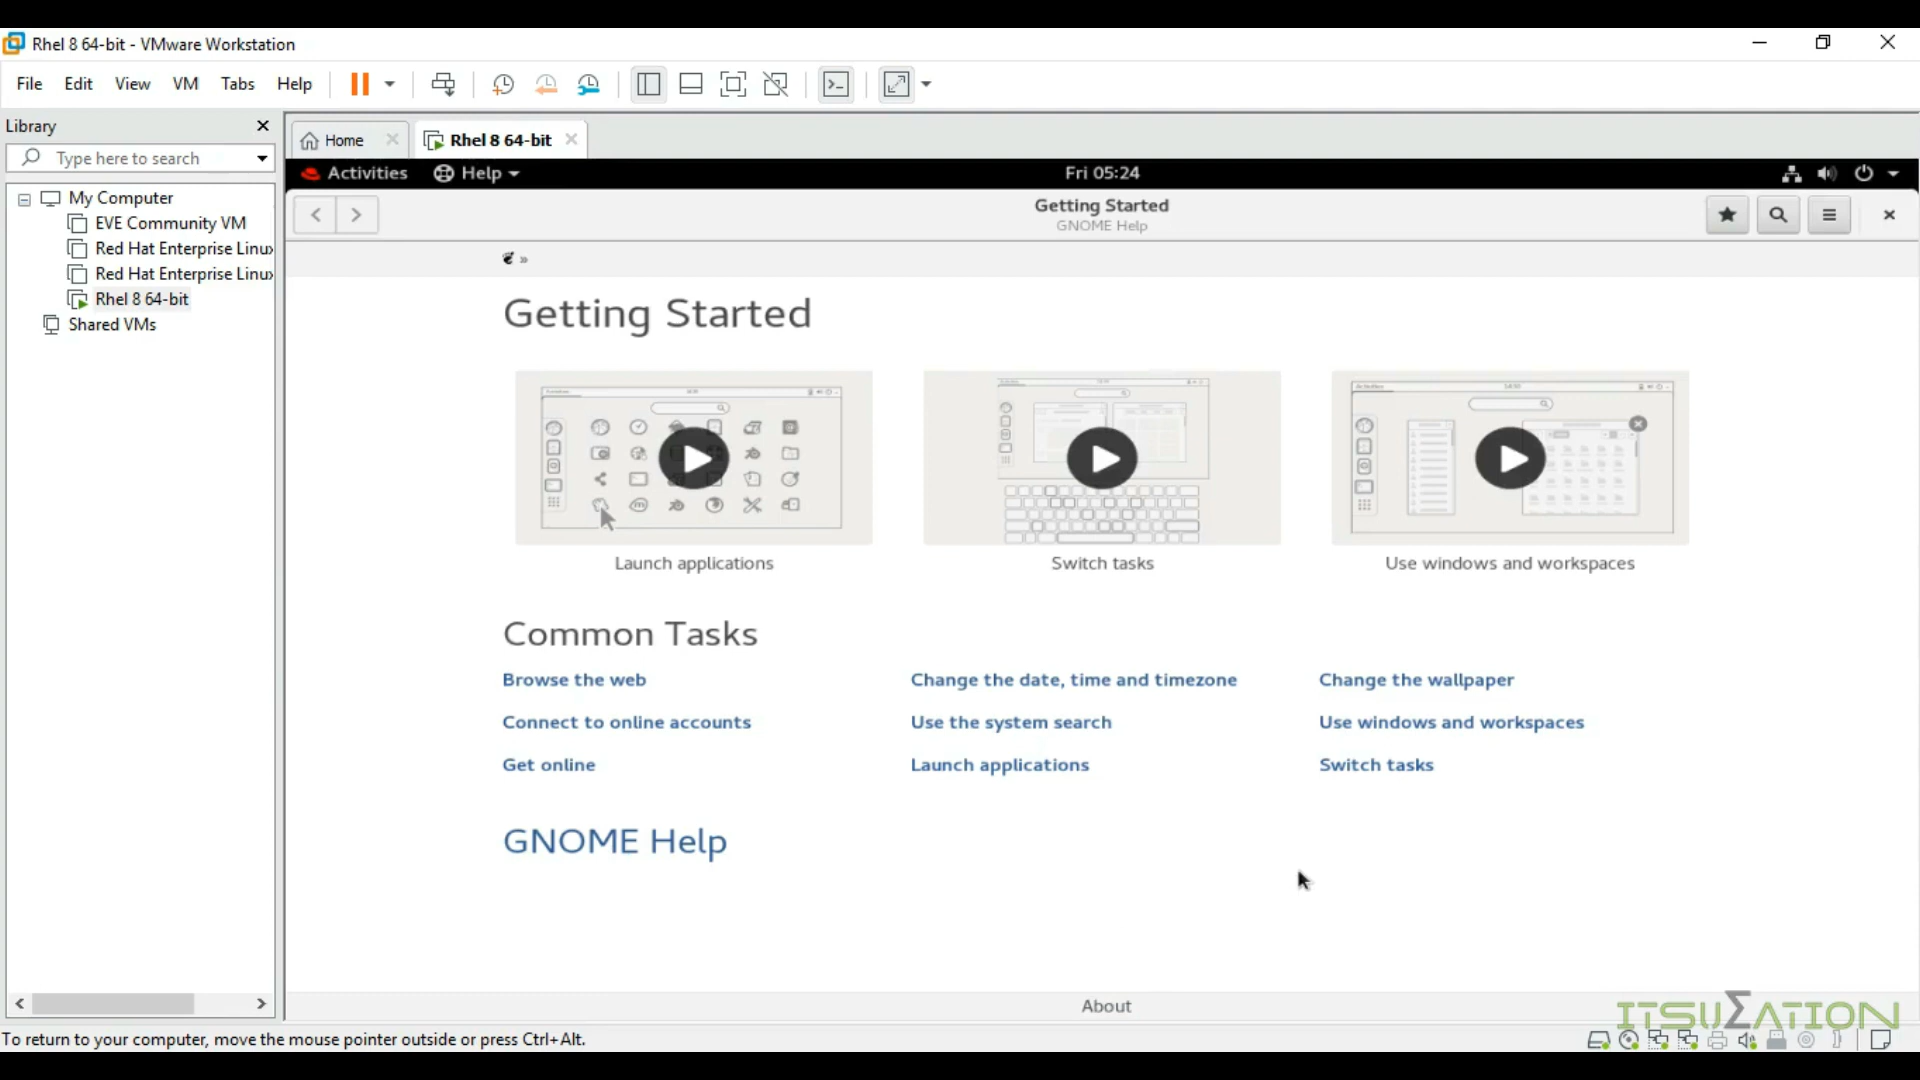 Rhel 8 64-bit - VMware Workstation
File Edit View VM Tabs Help
Library
Type here to search
My Computer
EVE Community VM
Red Hat Enterprise Linux
Red Hat Enterprise Linux
Rhel 8 64-bit
Shared VMs
Home
Rhel 8 64-bit
Activities
Help
Fri 05:24
Getting Started
GNOME Help
»
Getting Started
Launch applications
Switch tasks
Use windows and workspaces
Common Tasks
Browse the web
Change the date, time and timezone
Change the wallpaper
Connect to online accounts
Use the system search
Use windows and workspaces
Get online
Launch applications
Switch tasks
GNOME Help
About
ITSUΣATION
To return to your computer, move the mouse pointer outside or press Ctrl+Alt.